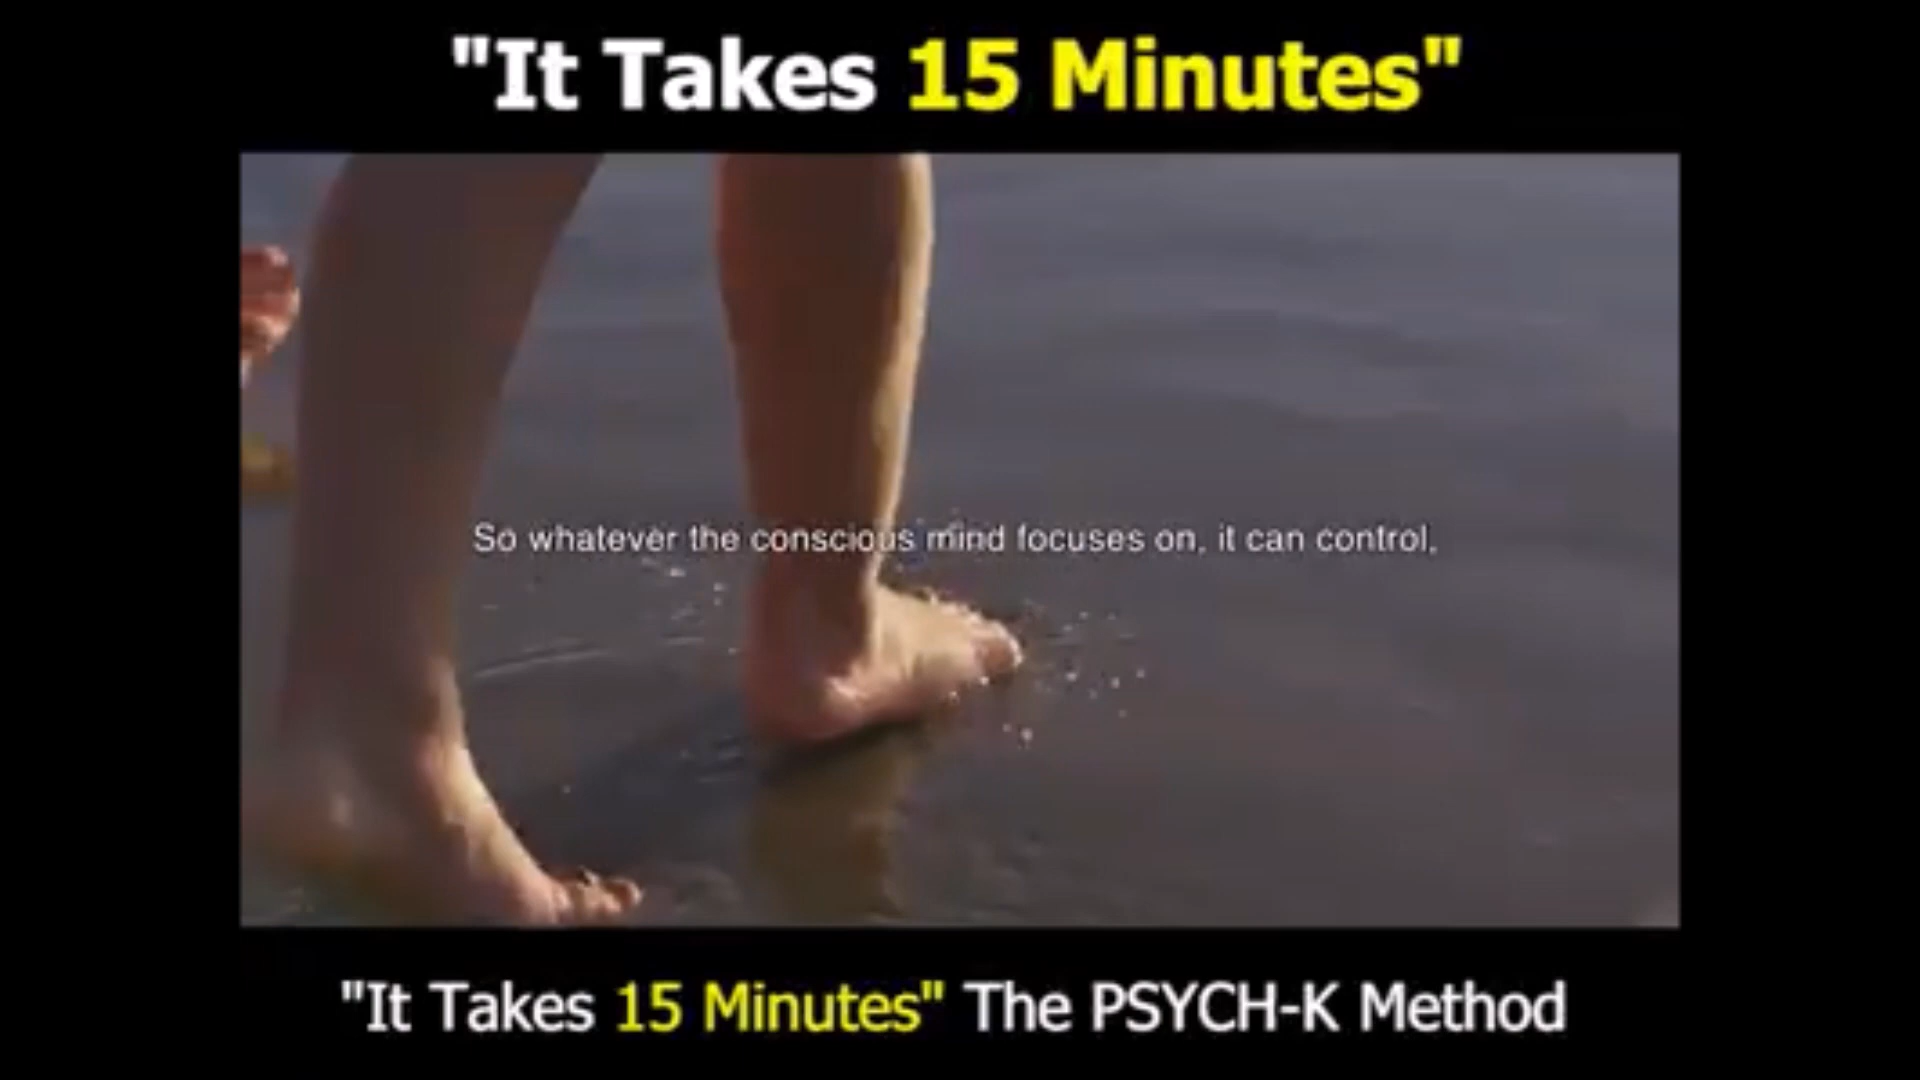 "It Takes 15 Minutes"
So whatever the conscious mind focuses on, it can control,
"It Takes 15 Minutes" The PSYCH-K Method